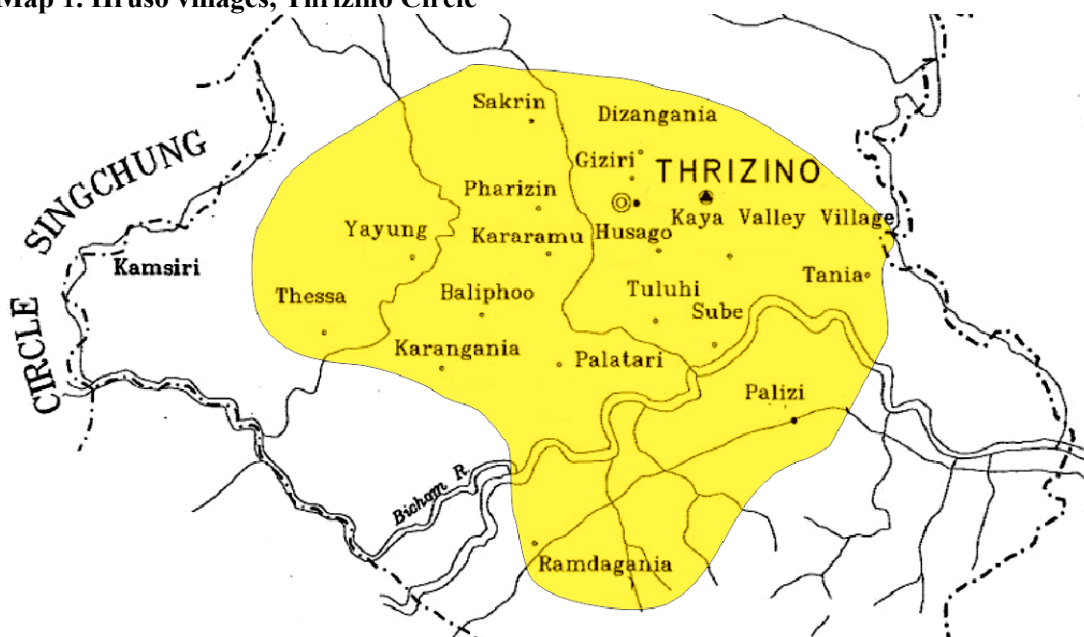 Map 1. Hruso villages, Thrizino Circle
Sakrin
Dizangania
Giziri
THRIZINO
SINGCHUNG
CIRCLE
Pharizin
Kaya Valley Village
Yayung
Kararamu
Husago
Kamsiri
Tania
Thessa
Baliphoo
Tuluhi
Sube
Karangania
Palatari
Palizi
Bicham R.
Ramdagania